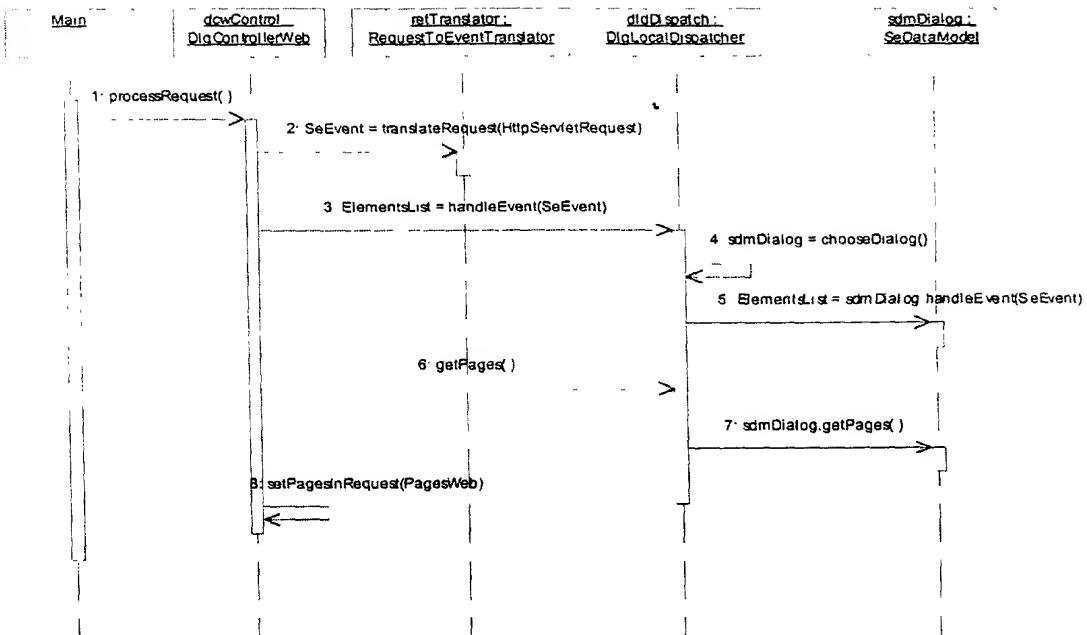 Main
dcwControl
DlgControllerWeb
retTranslator :
RequestToEventTranslator
dldDispatch :
DlgLocalDispatcher
sdmDialog :
SeDataModel
1: processRequest( )
2: SeEvent = translateRequest(HttpServletRequest)
3 ElementsList = handleEvent(SeEvent)
4 sdmDialog = chooseDialog()
5 ElementsList = sdmDialog handleEvent(SeEvent)
6: getPages( )
7: sdmDialog.getPages( )
8: setPagesInRequest(PagesWeb)